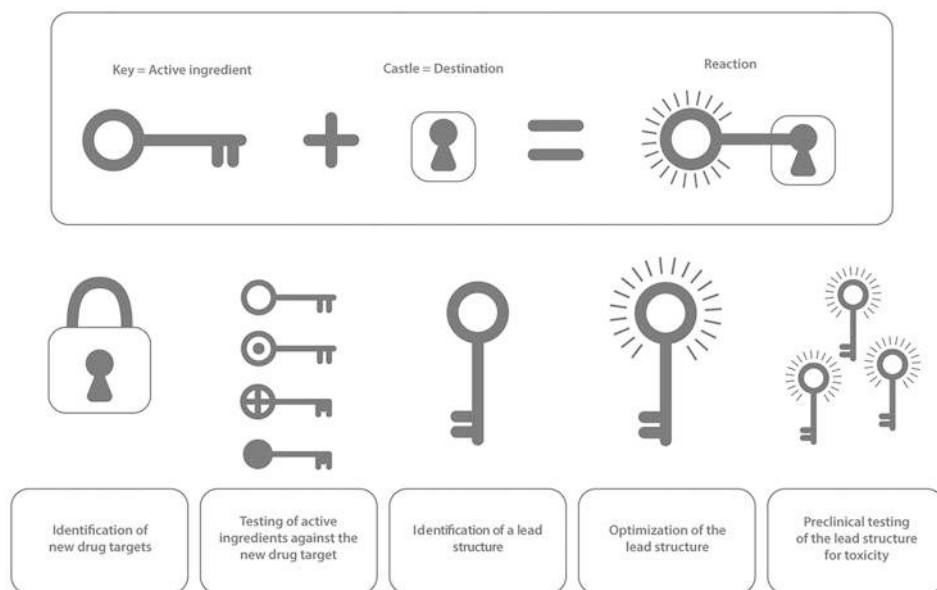 Key = Active ingredient
Castle = Destination
Reaction
Identification of
new drug targets
Testing of active
ingredients against the
new drug target
Identification of a lead
structure
Optimization of the
lead structure
Preclinical testing
of the lead structure
for toxicity